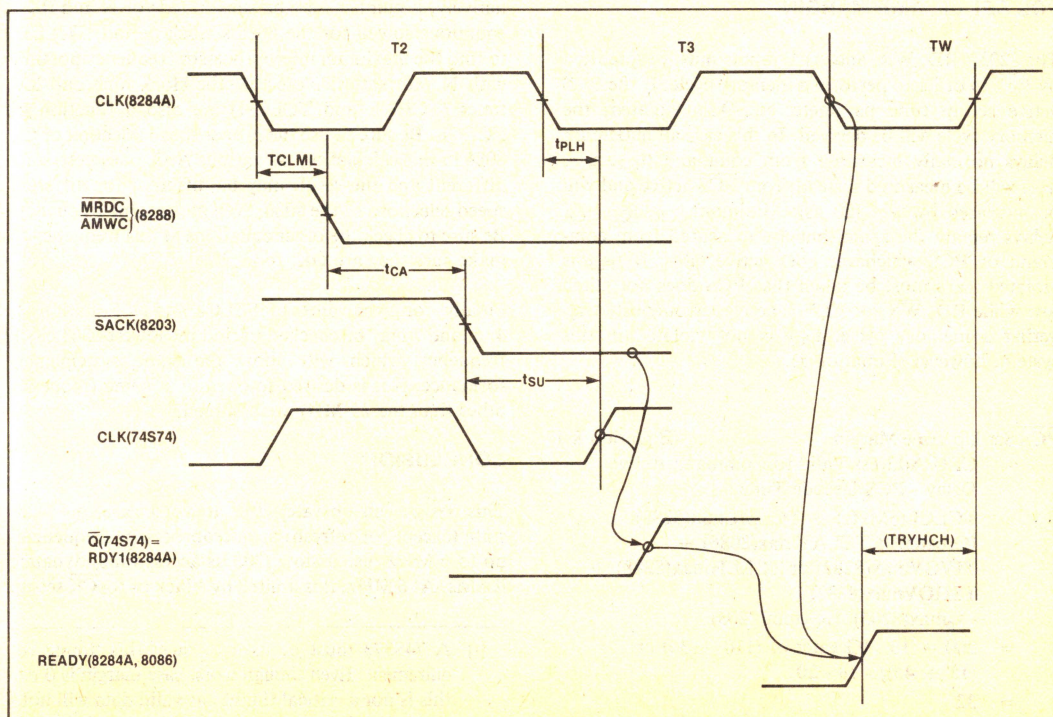 T2 T3 TW
CLK(8284A)
tPLH
TCLML
MRDC
AMWC } (8288)
tCA
SACK(8203)
tSU
CLK(74S74)
Q(74S74)=
RDY1(8284A)
(TRYHCH)
READY(8284A, 8086)